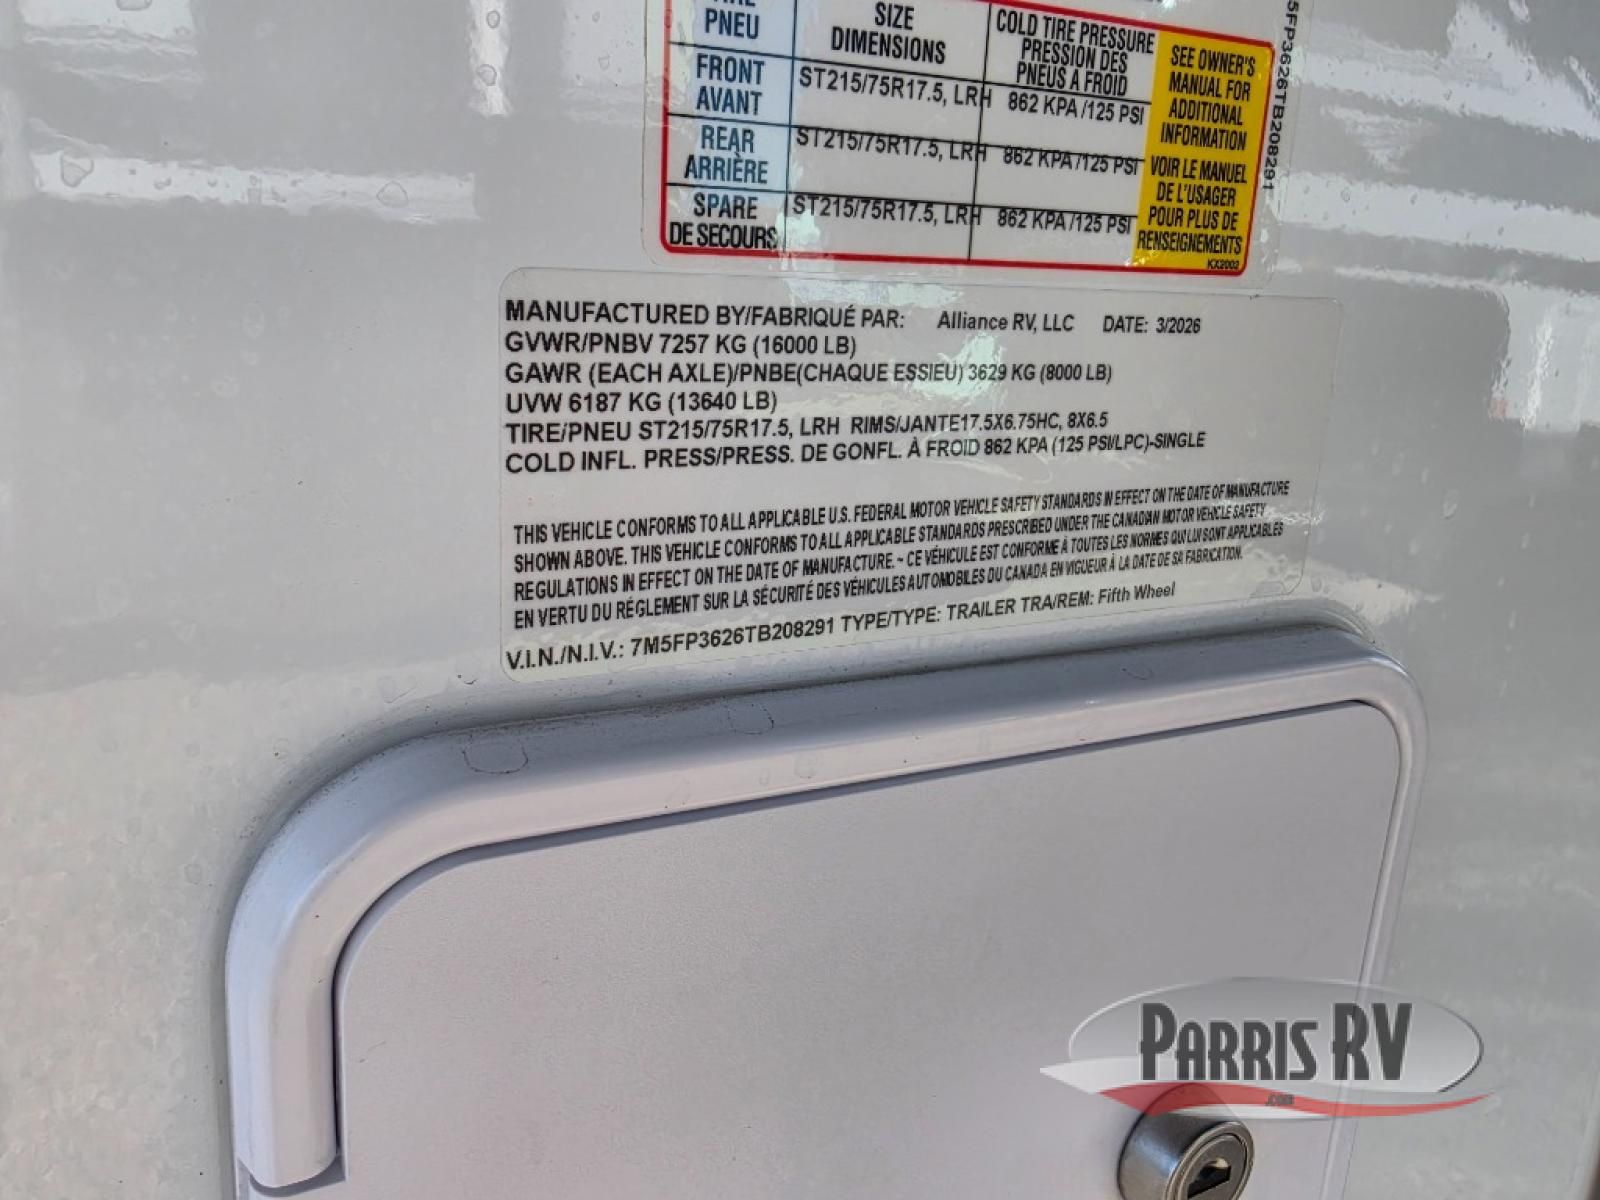 PNEU
SIZE
DIMENSIONS
COLD TIRE PRESSURE
PRESSION DES
PNEUS A FROID
FRONT
AVANT
ST215/75R17.5, LRH
862 KPA /125 PSI
REAR
ARRIÈRE
ST215/75R17.5, LRH
862 KPA /125 PSI
SPARE
DE SECOURS
ST215/75R17.5, LRH
862 KPA /125 PSI
SEE OWNER'S
MANUAL FOR
ADDITIONAL
INFORMATION
VOIR LE MANUEL
DE L'USAGER
POUR PLUS DE
RENSEIGNEMENTS
KX2002
5FP3626TB208291
MANUFACTURED BY/FABRIQUÉ PAR: Alliance RV, LLC DATE: 3/2026
GVWR/PNBV 7257 KG (16000 LB)
GAWR (EACH AXLE)/PNBE(CHAQUE ESSIEU) 3629 KG (8000 LB)
UVW 6187 KG (13640 LB)
TIRE/PNEU ST215/75R17.5, LRH RIMS/JANTE17.5X6.75HC, 8X6.5
COLD INFL. PRESS/PRESS. DE GONFL. À FROID 862 KPA (125 PSI/LPC)-SINGLE
THIS VEHICLE CONFORMS TO ALL APPLICABLE U.S. FEDERAL MOTOR VEHICLE SAFETY STANDARDS IN EFFECT ON THE DATE OF MANUFACTURE
SHOWN ABOVE. THIS VEHICLE CONFORMS TO ALL APPLICABLE STANDARDS PRESCRIBED UNDER THE CANADIAN MOTOR VEHICLE SAFETY
REGULATIONS IN EFFECT ON THE DATE OF MANUFACTURE. ~ CE VÉHICULE EST CONFORME À TOUTES LES NORMES QUI LUI SONT APPLICABLES
EN VERTU DU RÉGLEMENT SUR LA SÉCURITÉ DES VÉHICULES AUTOMOBILES DU CANADA EN VIGUEUR À LA DATE DE SA FABRICATION.
V.I.N./N.I.V.: 7M5FP3626TB208291 TYPE/TYPE: TRAILER TRA/REM: Fifth Wheel
PARRIS RV
.com